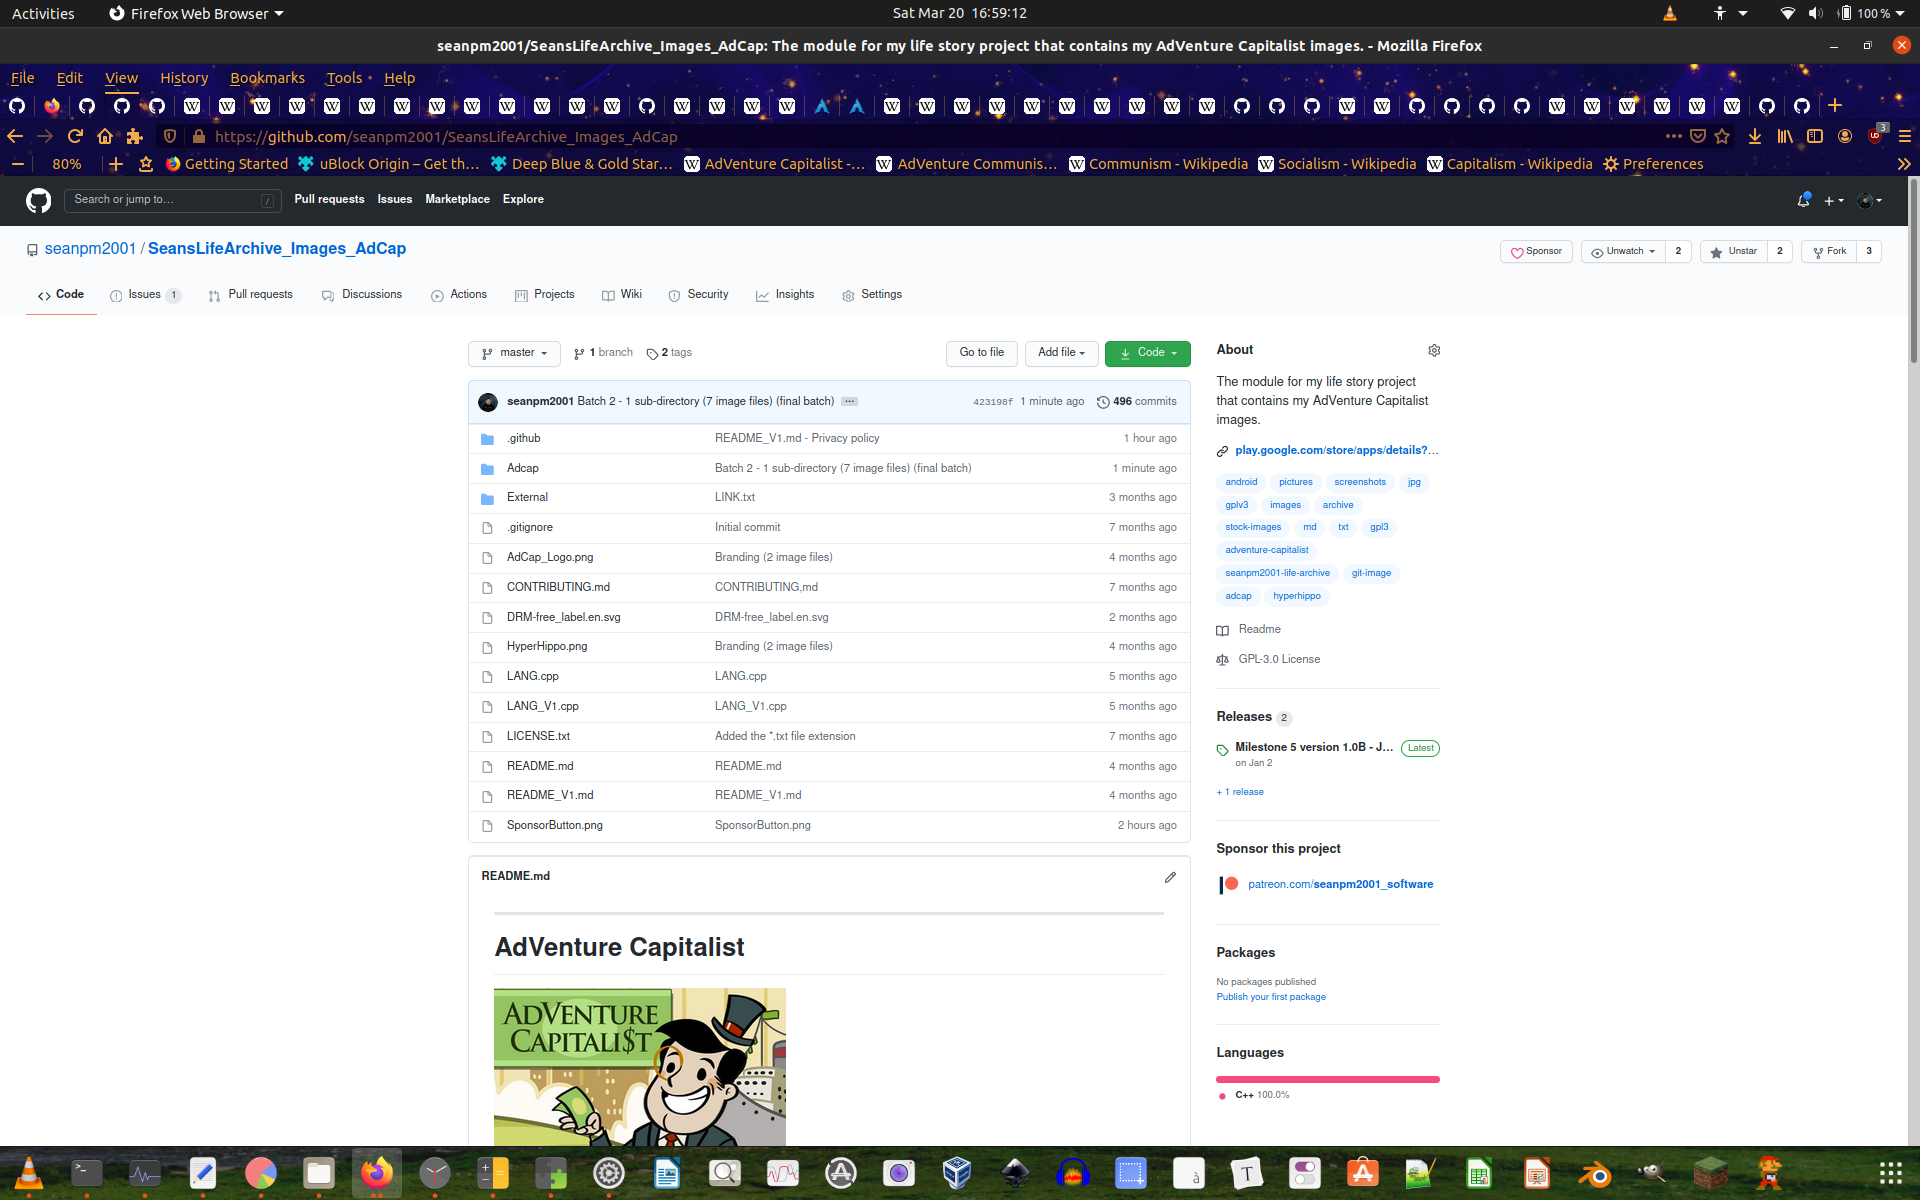 Activities
Firefox Web Browser
Sat Mar 20 16:59:12
100 %
seanpm2001/SeansLifeArchive_Images_AdCap: The module for my life story project that contains my AdVenture Capitalist images. - Mozilla Firefox
File Edit View History Bookmarks Tools Help
https://github.com/seanpm2001/SeansLifeArchive_Images_AdCap
3
80%
Getting Started
uBlock Origin – Get th…
Deep Blue & Gold Star…
AdVenture Capitalist -…
AdVenture Communis…
Communism - Wikipedia
Socialism - Wikipedia
Capitalism - Wikipedia
Preferences
Search or jump to…
/
Pull requests Issues Marketplace Explore
seanpm2001 / SeansLifeArchive_Images_AdCap
Sponsor
Unwatch 2
Unstar 2
Fork 3
Code
Issues 1
Pull requests
Discussions
Actions
Projects
Wiki
Security
Insights
Settings
master
1 branch
2 tags
Go to file
Add file
Code
seanpm2001 Batch 2 - 1 sub-directory (7 image files) (final batch) ...
423198f 1 minute ago 496 commits
.github README_V1.md - Privacy policy 1 hour ago
Adcap Batch 2 - 1 sub-directory (7 image files) (final batch) 1 minute ago
External LINK.txt 3 months ago
.gitignore Initial commit 7 months ago
AdCap_Logo.png Branding (2 image files) 4 months ago
CONTRIBUTING.md CONTRIBUTING,md 7 months ago
DRM-free_label.en.svg DRM-free_label.en.svg 2 months ago
HyperHippo.png Branding (2 image files) 4 months ago
LANG.cpp LANG.cpp 5 months ago
LANG_V1.cpp LANG_V1.cpp 5 months ago
LICENSE.txt Added the *.txt file extension 7 months ago
README.md README.md 4 months ago
README_V1.md README_V1.md 4 months ago
SponsorButton.png SponsorButton.png 2 hours ago
README.md
AdVenture Capitalist
ADVENTURE
CAPITALI$T
About
The module for my life story project
that contains my AdVenture Capitalist
images.
play.google.com/store/apps/details?…
android pictures screenshots jpg
gplv3 images archive
stock-images md txt gpl3
adventure-capitalist
seanpm2001-life-archive git-image
adcap hyperhippo
Readme
GPL-3.0 License
Releases 2
Milestone 5 version 1.0B - J… Latest
on Jan 2
+ 1 release
Sponsor this project
patreon.com/seanpm2001_software
Packages
No packages published
Publish your first package
Languages
C++ 100.0%